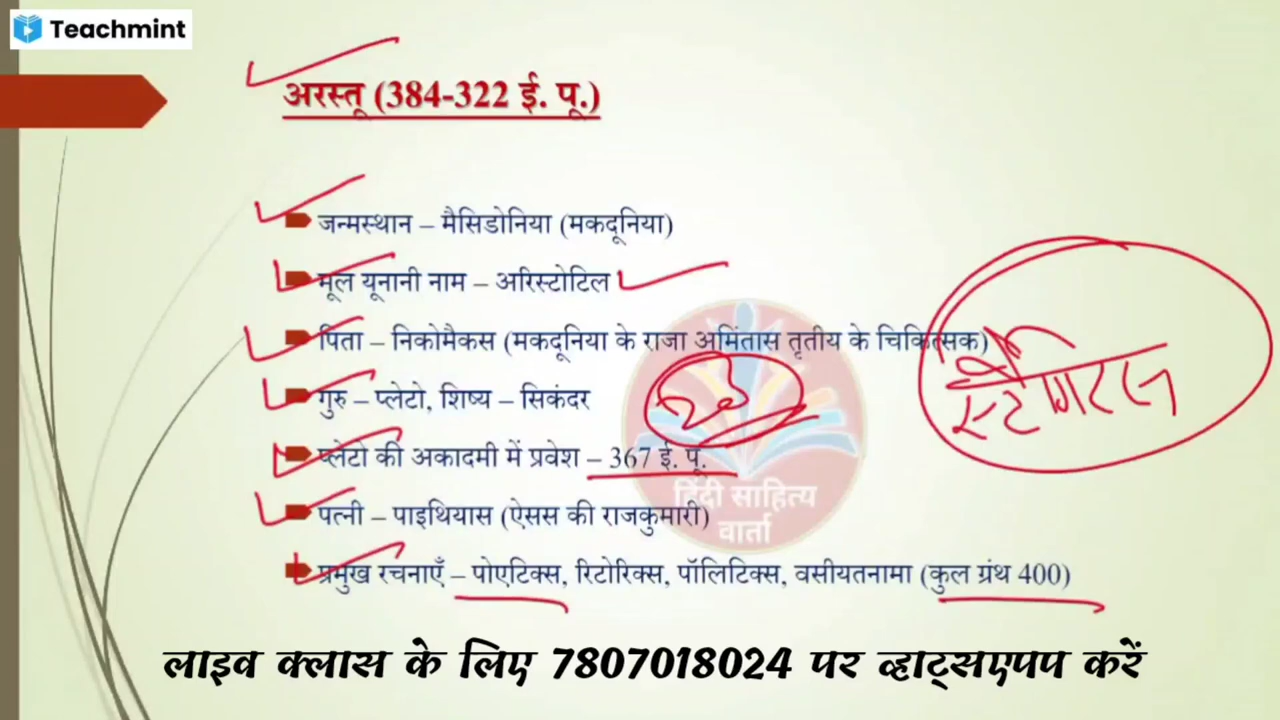 Teachmint
अरस्तू (384-322 ई. पू.)
जन्मस्थान – मैसिडोनिया (मकदूनिया)
मूल यूनानी नाम – अरिस्टोटिल
पिता – निकोमैकस (मकदूनिया के राजा अमिंतास तृतीय के चिकित्सक)
गुरु – प्लेटो, शिष्य – सिकंदर
प्लेटो की अकादमी में प्रवेश – 367 ई. पू.
हिंदी साहित्य
वार्ता
पत्नी – पाइथियास (ऐसस की राजकुमारी)
प्रमुख रचनाएँ – पोएटिक्स, रिटोरिक्स, पॉलिटिक्स, वसीयतनामा (कुल ग्रंथ 400)
लाइव क्लास के लिए 7807018024 पर व्हाट्सएपप करें